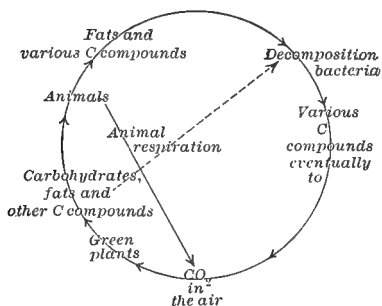 Fats and
various C compounds
Decomposition
bacteria
Animals
Various
C
compounds
eventually
to
Animal
respiration
Carbohydrates,
fats and
other C compounds
Green
plants
CO₂
in
the air